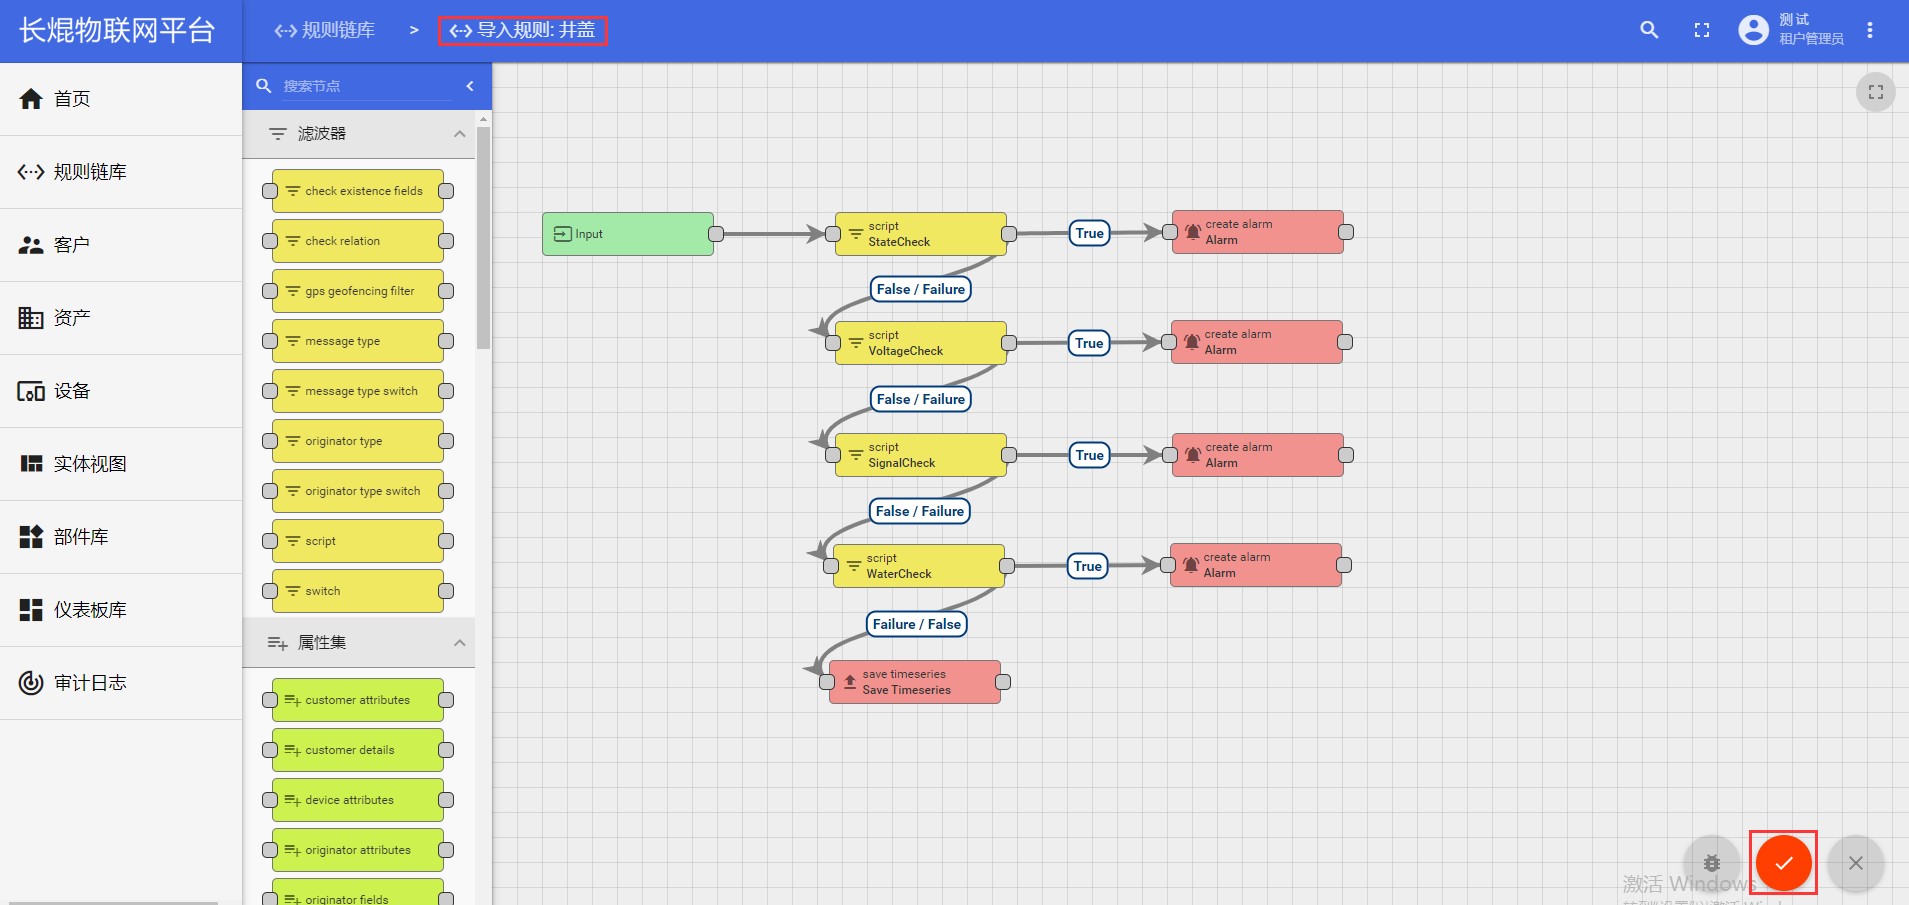 长焜物联网平台
规则链库
>
导入规则: 井盖
测试
租户管理员
首页
规则链库
客户
资产
设备
实体视图
部件库
仪表板库
审计日志
搜索节点
滤波器
check existence fields
check relation
gps geofencing filter
message type
message type switch
originator type
originator type switch
script
switch
属性集
customer attributes
customer details
device attributes
originator attributes
originator fields
Input
script
StateCheck
True
create alarm
Alarm
False / Failure
script
VoltageCheck
True
create alarm
Alarm
False / Failure
script
SignalCheck
True
create alarm
Alarm
False / Failure
script
WaterCheck
True
create alarm
Alarm
Failure / False
save timeseries
Save Timeseries
激活 Windows